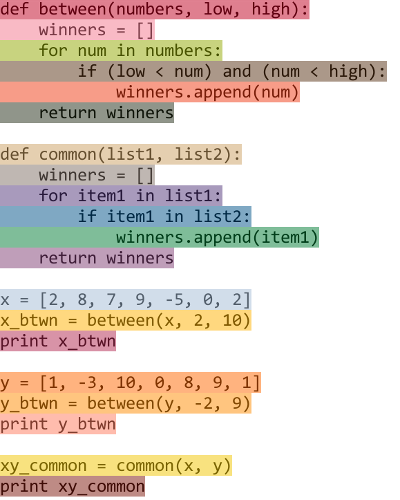 def between(numbers, low, high):
    winners = []
    for num in numbers:
        if (low < num) and (num < high):
            winners.append(num)
    return winners

def common(list1, list2):
    winners = []
    for item1 in list1:
        if item1 in list2:
            winners.append(item1)
    return winners

x = [2, 8, 7, 9, -5, 0, 2]
x_btwn = between(x, 2, 10)
print x_btwn

y = [1, -3, 10, 0, 8, 9, 1]
y_btwn = between(y, -2, 9)
print y_btwn

xy_common = common(x, y)
print xy_common